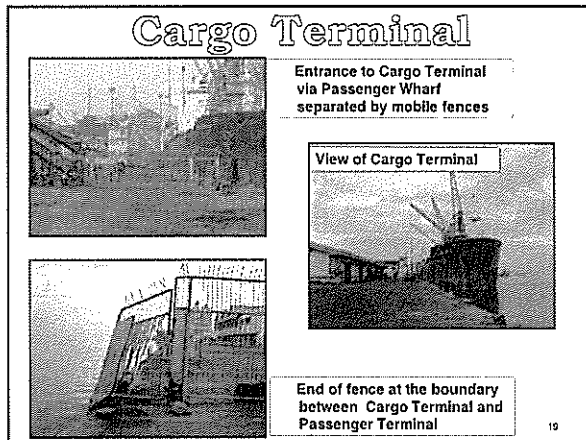 Cargo Terminal
Entrance to Cargo Terminal
via Passenger Wharf
separated by mobile fences
View of Cargo Terminal
End of fence at the boundary
between Cargo Terminal and
Passenger Terminal
19